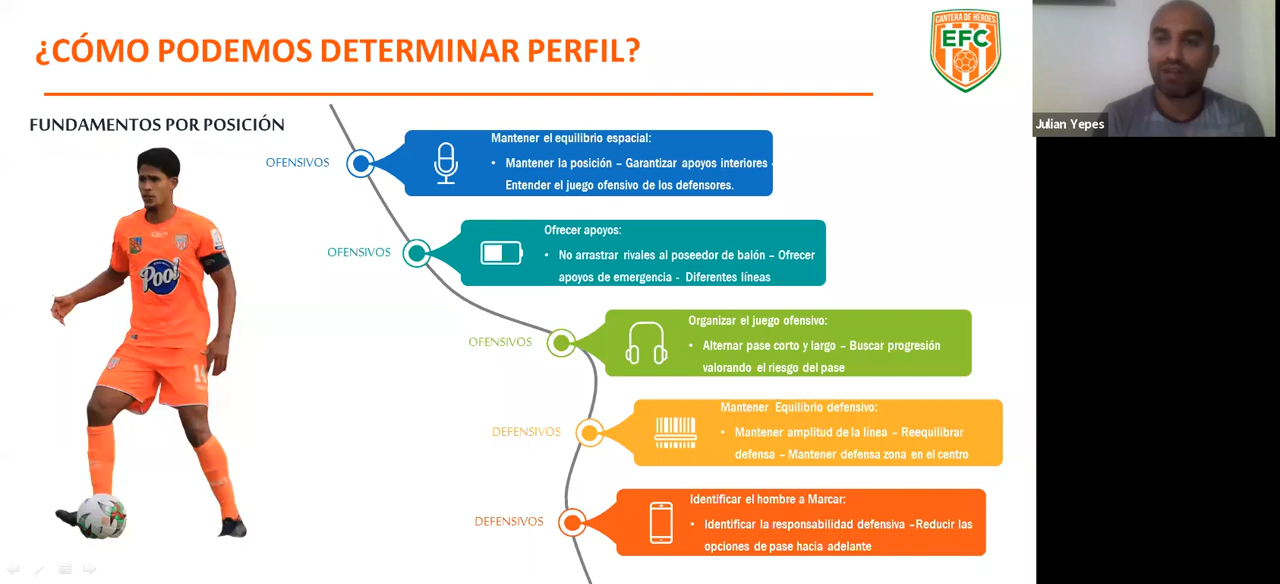 ¿CÓMO PODEMOS DETERMINAR PERFIL?
CANTERA DE HÉROES
EFC
Julian Yepes
FUNDAMENTOS POR POSICIÓN
OFENSIVOS
Mantener el equilibrio espacial:
• Mantener la posición – Garantizar apoyos interiores -
Entender el juego ofensivo de los defensores.
OFENSIVOS
Ofrecer apoyos:
• No arrastrar rivales al poseedor de balón – Ofrecer
apoyos de emergencia - Diferentes líneas
OFENSIVOS
Organizar el juego ofensivo:
• Alternar pase corto y largo – Buscar progresión
valorando el riesgo del pase
DEFENSIVOS
Mantener Equilibrio defensivo:
• Mantener amplitud de la línea – Reequilibrar
defensa – Mantener defensa zona en el centro
DEFENSIVOS
Identificar el hombre a Marcar:
• Identificar la responsabilidad defensiva –Reducir las
opciones de pase hacia adelante
Pool
14